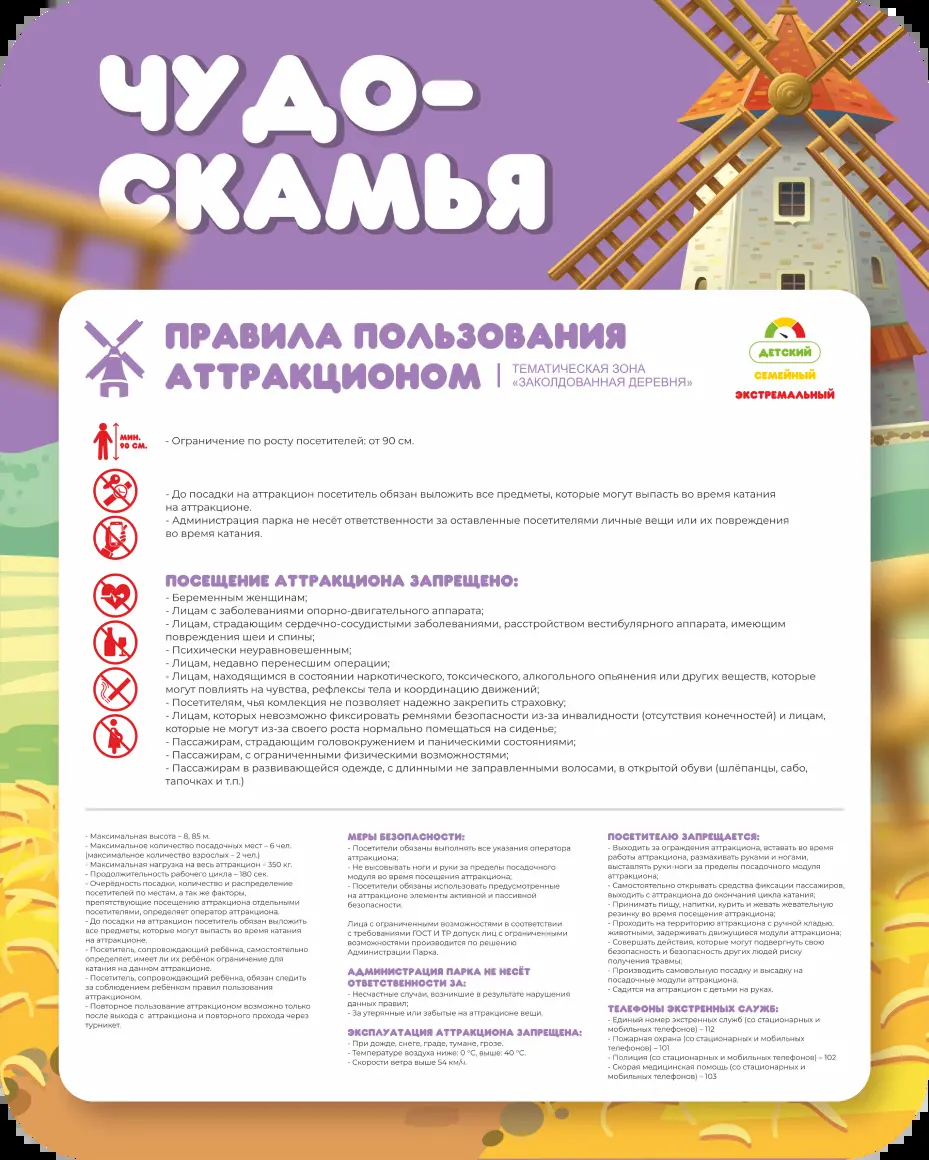 ЧУДО-
СКАМЬЯ
ПРАВИЛА ПОЛЬЗОВАНИЯ
АТТРАКЦИОНОМ
ТЕМАТИЧЕСКАЯ ЗОНА
«ЗАКОЛДОВАННАЯ ДЕРЕВНЯ»
ДЕТСКИЙ
СЕМЕЙНЫЙ
ЭКСТРЕМАЛЬНЫЙ
МИН.
90 СМ.
- Ограничение по росту посетителей: от 90 см.
- До посадки на аттракцион посетитель обязан выложить все предметы, которые могут выпасть во время катания
на аттракционе.
- Администрация парка не несёт ответственности за оставленные посетителями личные вещи или их повреждения
во время катания.
ПОСЕЩЕНИЕ АТТРАКЦИОНА ЗАПРЕЩЕНО:
- Беременным женщинам;
- Лицам с заболеваниями опорно-двигательного аппарата;
- Лицам, страдающим сердечно-сосудистыми заболеваниями, расстройством вестибулярного аппарата, имеющим
повреждения шеи и спины;
- Психически неуравновешенным;
- Лицам, недавно перенесшим операции;
- Лицам, находящимся в состоянии наркотического, токсического, алкогольного опьянения или других веществ, которые
могут повлиять на чувства, рефлексы тела и координацию движений;
- Посетителям, чья комлекция не позволяет надежно закрепить страховку;
- Лицам, которых невозможно фиксировать ремнями безопасности из-за инвалидности (отсутствия конечностей) и лицам,
которые не могут из-за своего роста нормально помещаться на сиденье;
- Пассажирам, страдающим головокружением и паническими состояниями;
- Пассажирам, с ограниченными физическими возможностями;
- Пассажирам в развивающейся одежде, с длинными не заправленными волосами, в открытой обуви (шлёпанцы, сабо,
тапочках и т.п.)
- Максимальная высота – 8, 85 м.
- Максимальное количество посадочных мест – 6 чел.
(максимальное количество взрослых – 2 чел.)
- Максимальная нагрузка на весь аттракцион – 350 кг.
- Продолжительность рабочего цикла – 180 сек.
- Очерёдность посадки, количество и распределение
посетителей по местам, а так же факторы,
препятствующие посещению аттракциона отдельными
посетителями, определяет оператор аттракциона.
- До посадки на аттракцион посетитель обязан выложить
все предметы, которые могут выпасть во время катания
на аттракционе.
- Посетитель, сопровождающий ребёнка, самостоятельно
определяет, имеет ли их ребёнок ограничение для
катания на данном аттракционе.
- Посетитель, сопровождающий ребёнка, обязан следить
за соблюдением ребёнком правил пользования
аттракционом.
- Повторное пользование аттракционом возможно только
после выхода с аттракциона и повторного прохода через
турникет.
МЕРЫ БЕЗОПАСНОСТИ:
- Посетители обязаны выполнять все указания оператора
аттракциона;
- Не высовывать ноги и руки за пределы посадочного
модуля во время посещения аттракциона;
- Посетители обязаны использовать предусмотренные
на аттракционе элементы активной и пассивной
безопасности.
Лица с ограниченными возможностями в соответствии
с требованиями ГОСТ И ТР допуск лиц с ограниченными
возможностями производится по решению
Администрации Парка.
АДМИНИСТРАЦИЯ ПАРКА НЕ НЕСЁТ
ОТВЕТСТВЕННОСТИ ЗА:
- Несчастные случаи, возникшие в результате нарушения
данных правил;
- За утерянные или забытые на аттракционе вещи.
ЭКСПЛУАТАЦИЯ АТТРАКЦИОНА ЗАПРЕЩЕНА:
- При дожде, снеге, граде, тумане, грозе.
- Температуре воздуха ниже: 0 °С, выше: 40 °С.
- Скорости ветра выше 54 км/ч.
ПОСЕТИТЕЛЮ ЗАПРЕЩАЕТСЯ:
- Выходить за ограждения аттракциона, вставать во время
работы аттракциона, размахивать руками и ногами,
выставлять руки-ноги за пределы посадочного модуля
аттракциона;
- Самостоятельно открывать средства фиксации пассажиров,
выходить с аттракциона до окончания цикла катания;
- Принимать пищу, напитки, курить и жевать жевательную
резинку во время посещения аттракциона;
- Проходить на территорию аттракциона с ручной кладью,
животными, задерживать движущиеся модули аттракциона;
- Совершать действия, которые могут подвергнуть свою
безопасность и безопасность других людей риску
получения травмы;
- Производить самовольную посадку и высадку на
посадочные модули аттракциона.
- Садится на аттракцион с детьми на руках.
ТЕЛЕФОНЫ ЭКСТРЕННЫХ СЛУЖБ:
- Единый номер экстренных служб (со стационарных и
мобильных телефонов) – 112
- Пожарная охрана (со стационарных и мобильных
телефонов) – 101
- Полиция (со стационарных и мобильных телефонов) – 102
- Скорая медицинская помощь (со стационарных и
мобильных телефонов) – 103